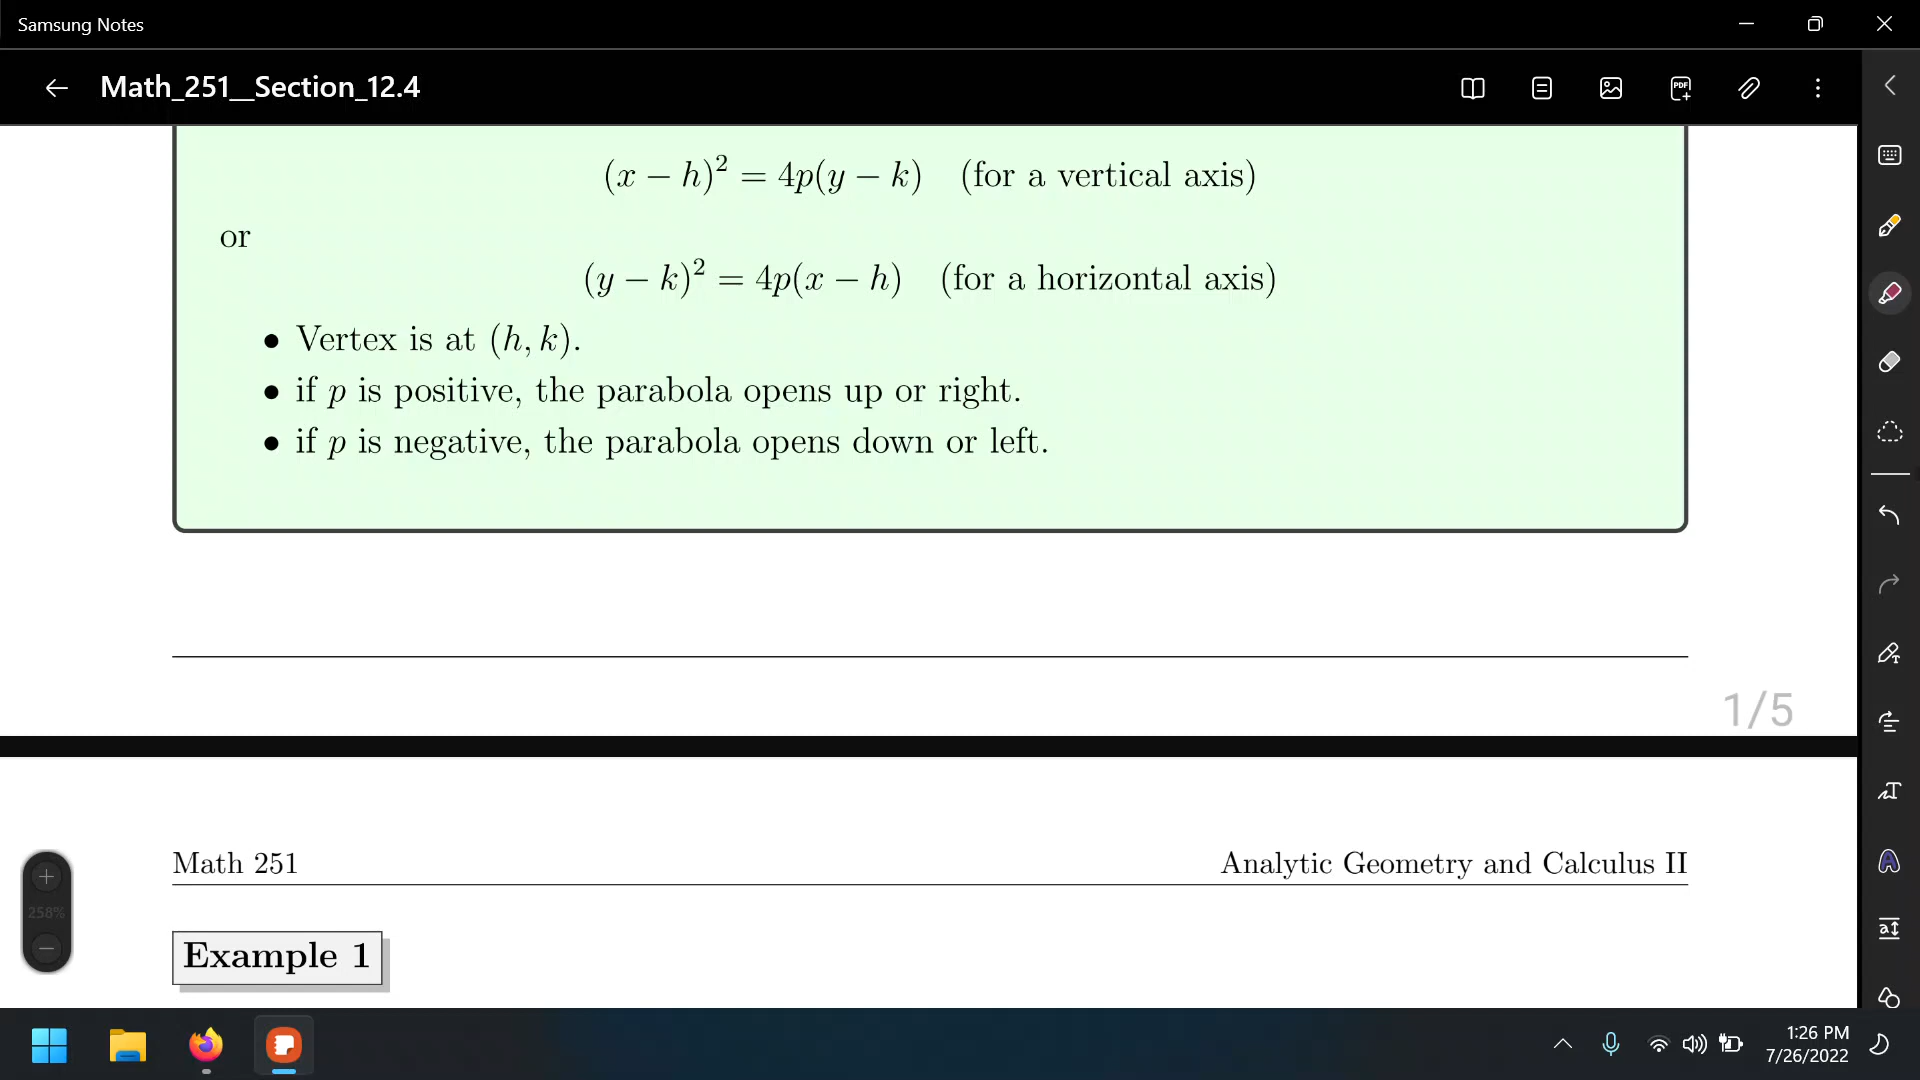 Samsung Notes
Math_251__Section_12.4
PDF
(x − h)² = 4p(y − k) (for a vertical axis)
or
(y − k)² = 4p(x − h) (for a horizontal axis)
• Vertex is at (h, k).
• if p is positive, the parabola opens up or right.
• if p is negative, the parabola opens down or left.
1/5
Math 251 Analytic Geometry and Calculus II
258%
Example 1
1:26 PM
7/26/2022